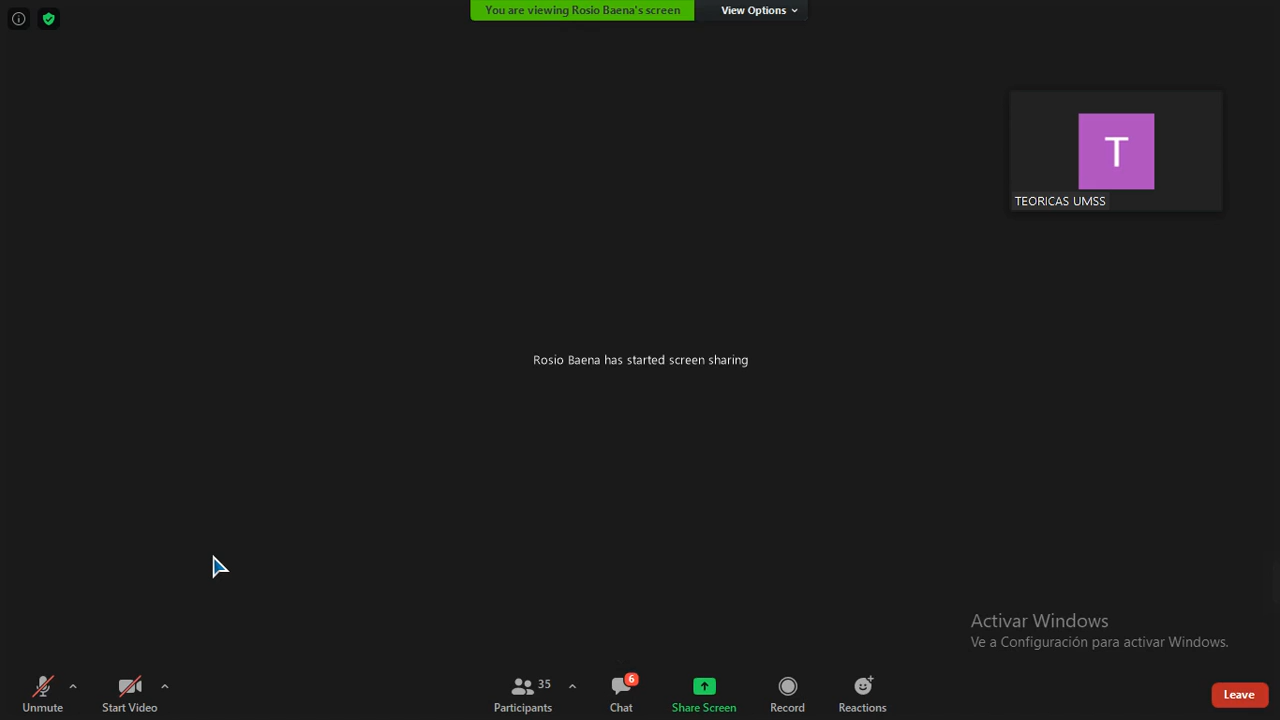 You are viewing Rosio Baena's screen
View Options
T
TEORICAS UMSS
Rosio Baena has started screen sharing
Activar Windows
Ve a Configuración para activar Windows.
Unmute
Start Video
35
Participants
6
Chat
Share Screen
Record
Reactions
Leave